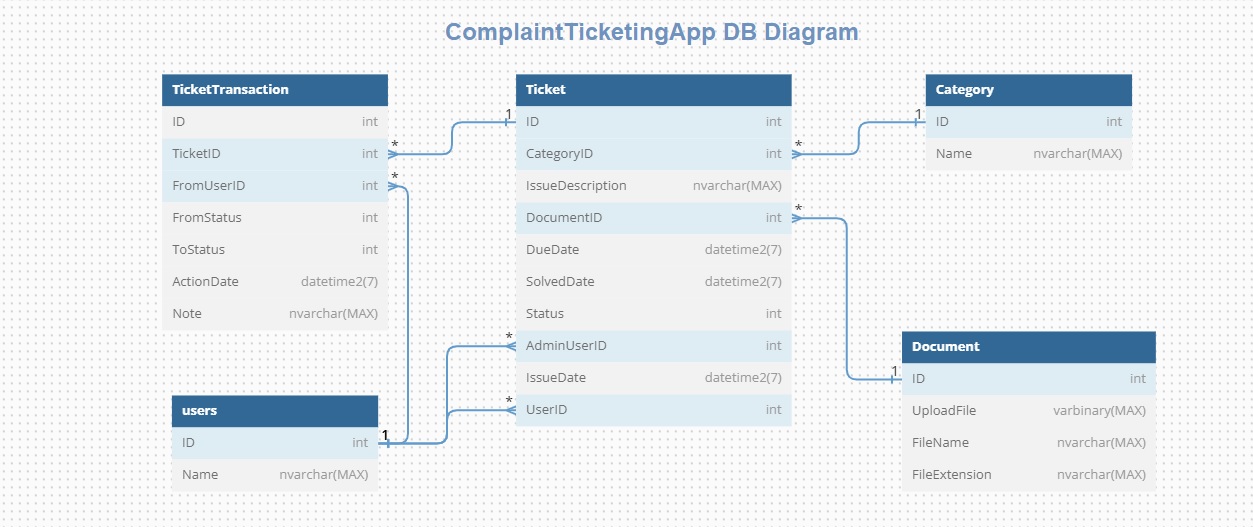 ComplaintTicketingApp DB Diagram
TicketTransaction
ID int
TicketID int *
FromUserID int *
FromStatus int
ToStatus int
ActionDate datetime2(7)
Note nvarchar(MAX)
users
ID int 1
Name nvarchar(MAX)
Ticket
1 ID int
CategoryID int *
IssueDescription nvarchar(MAX)
DocumentID int *
DueDate datetime2(7)
SolvedDate datetime2(7)
Status int
* AdminUserID int
IssueDate datetime2(7)
* UserID int
Category
1 ID int
Name nvarchar(MAX)
Document
1 ID int
UploadFile varbinary(MAX)
FileName nvarchar(MAX)
FileExtension nvarchar(MAX)